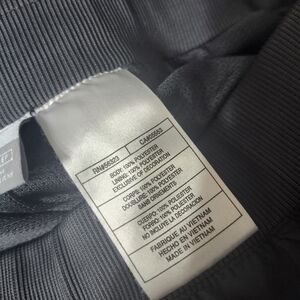 RN#56323 CA#05553
BODY: 100% POLYESTER
LINING: 100% POLYESTER
EXCLUSIVE OF DECORATION
CORPS: 100% POLYESTER
DOUBLURE: 100% POLYESTER
SANS ORNEMENTS
CUERPO: 100% POLIESTER
FORRO: 100% POLIESTER
NO INCLUYE LA DECORACION
FABRIQUE AU VIETNAM
HECHO EN VIETNAM
MADE IN VIETNAM